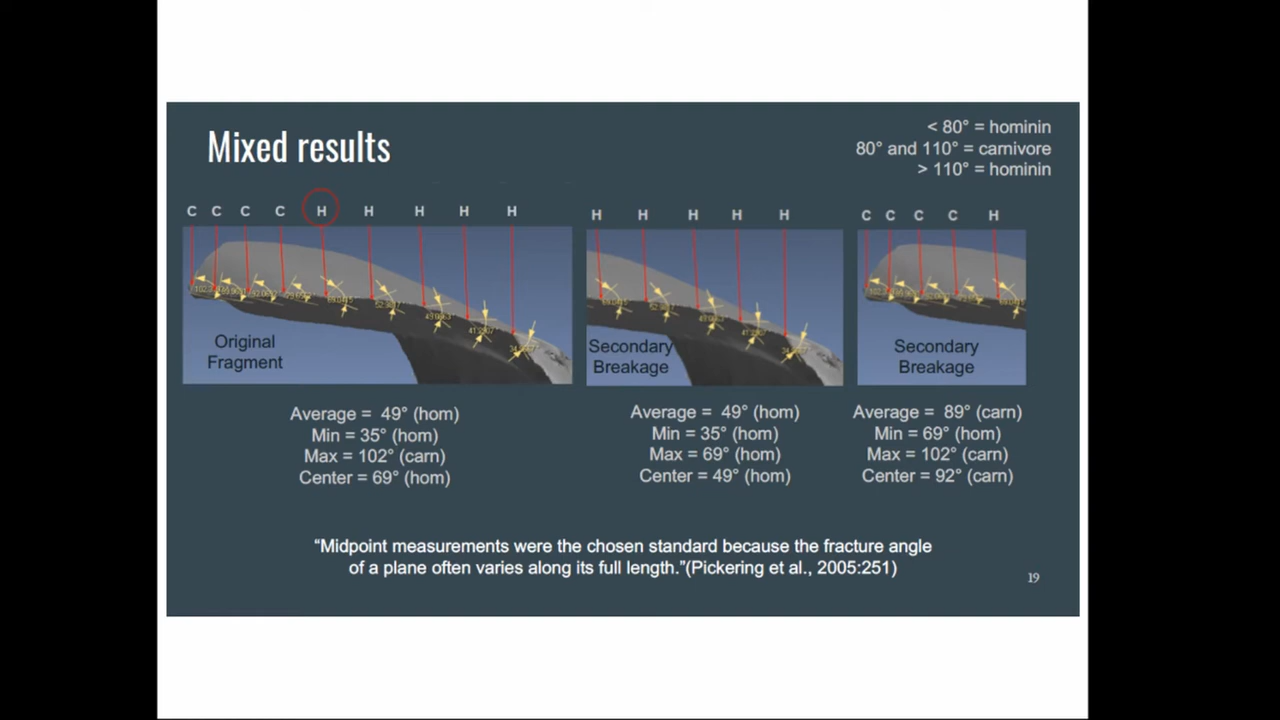 Mixed results
< 80° = hominin
80° and 110° = carnivore
> 110° = hominin
C C C C H H H H H
H H H H H
C C C C H
Original
Fragment
Secondary
Breakage
Secondary
Breakage
Average = 49° (hom)
Min = 35° (hom)
Max = 102° (carn)
Center = 69° (hom)
Average = 49° (hom)
Min = 35° (hom)
Max = 69° (hom)
Center = 49° (hom)
Average = 89° (carn)
Min = 69° (hom)
Max = 102° (carn)
Center = 92° (carn)
“Midpoint measurements were the chosen standard because the fracture angle
of a plane often varies along its full length.”(Pickering et al., 2005:251)
19